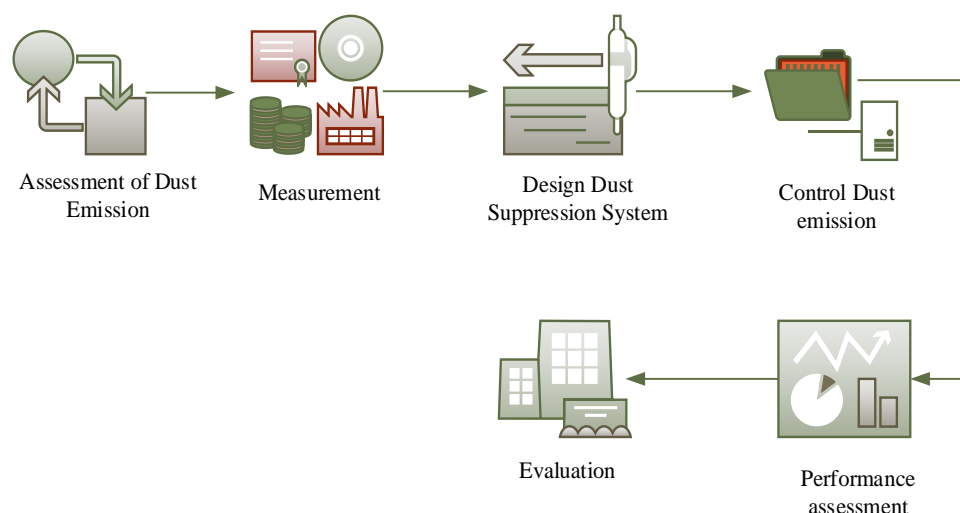 Assessment of Dust
Emission
Measurement
Design Dust
Suppression System
Control Dust
emission
Evaluation
Performance
assessment